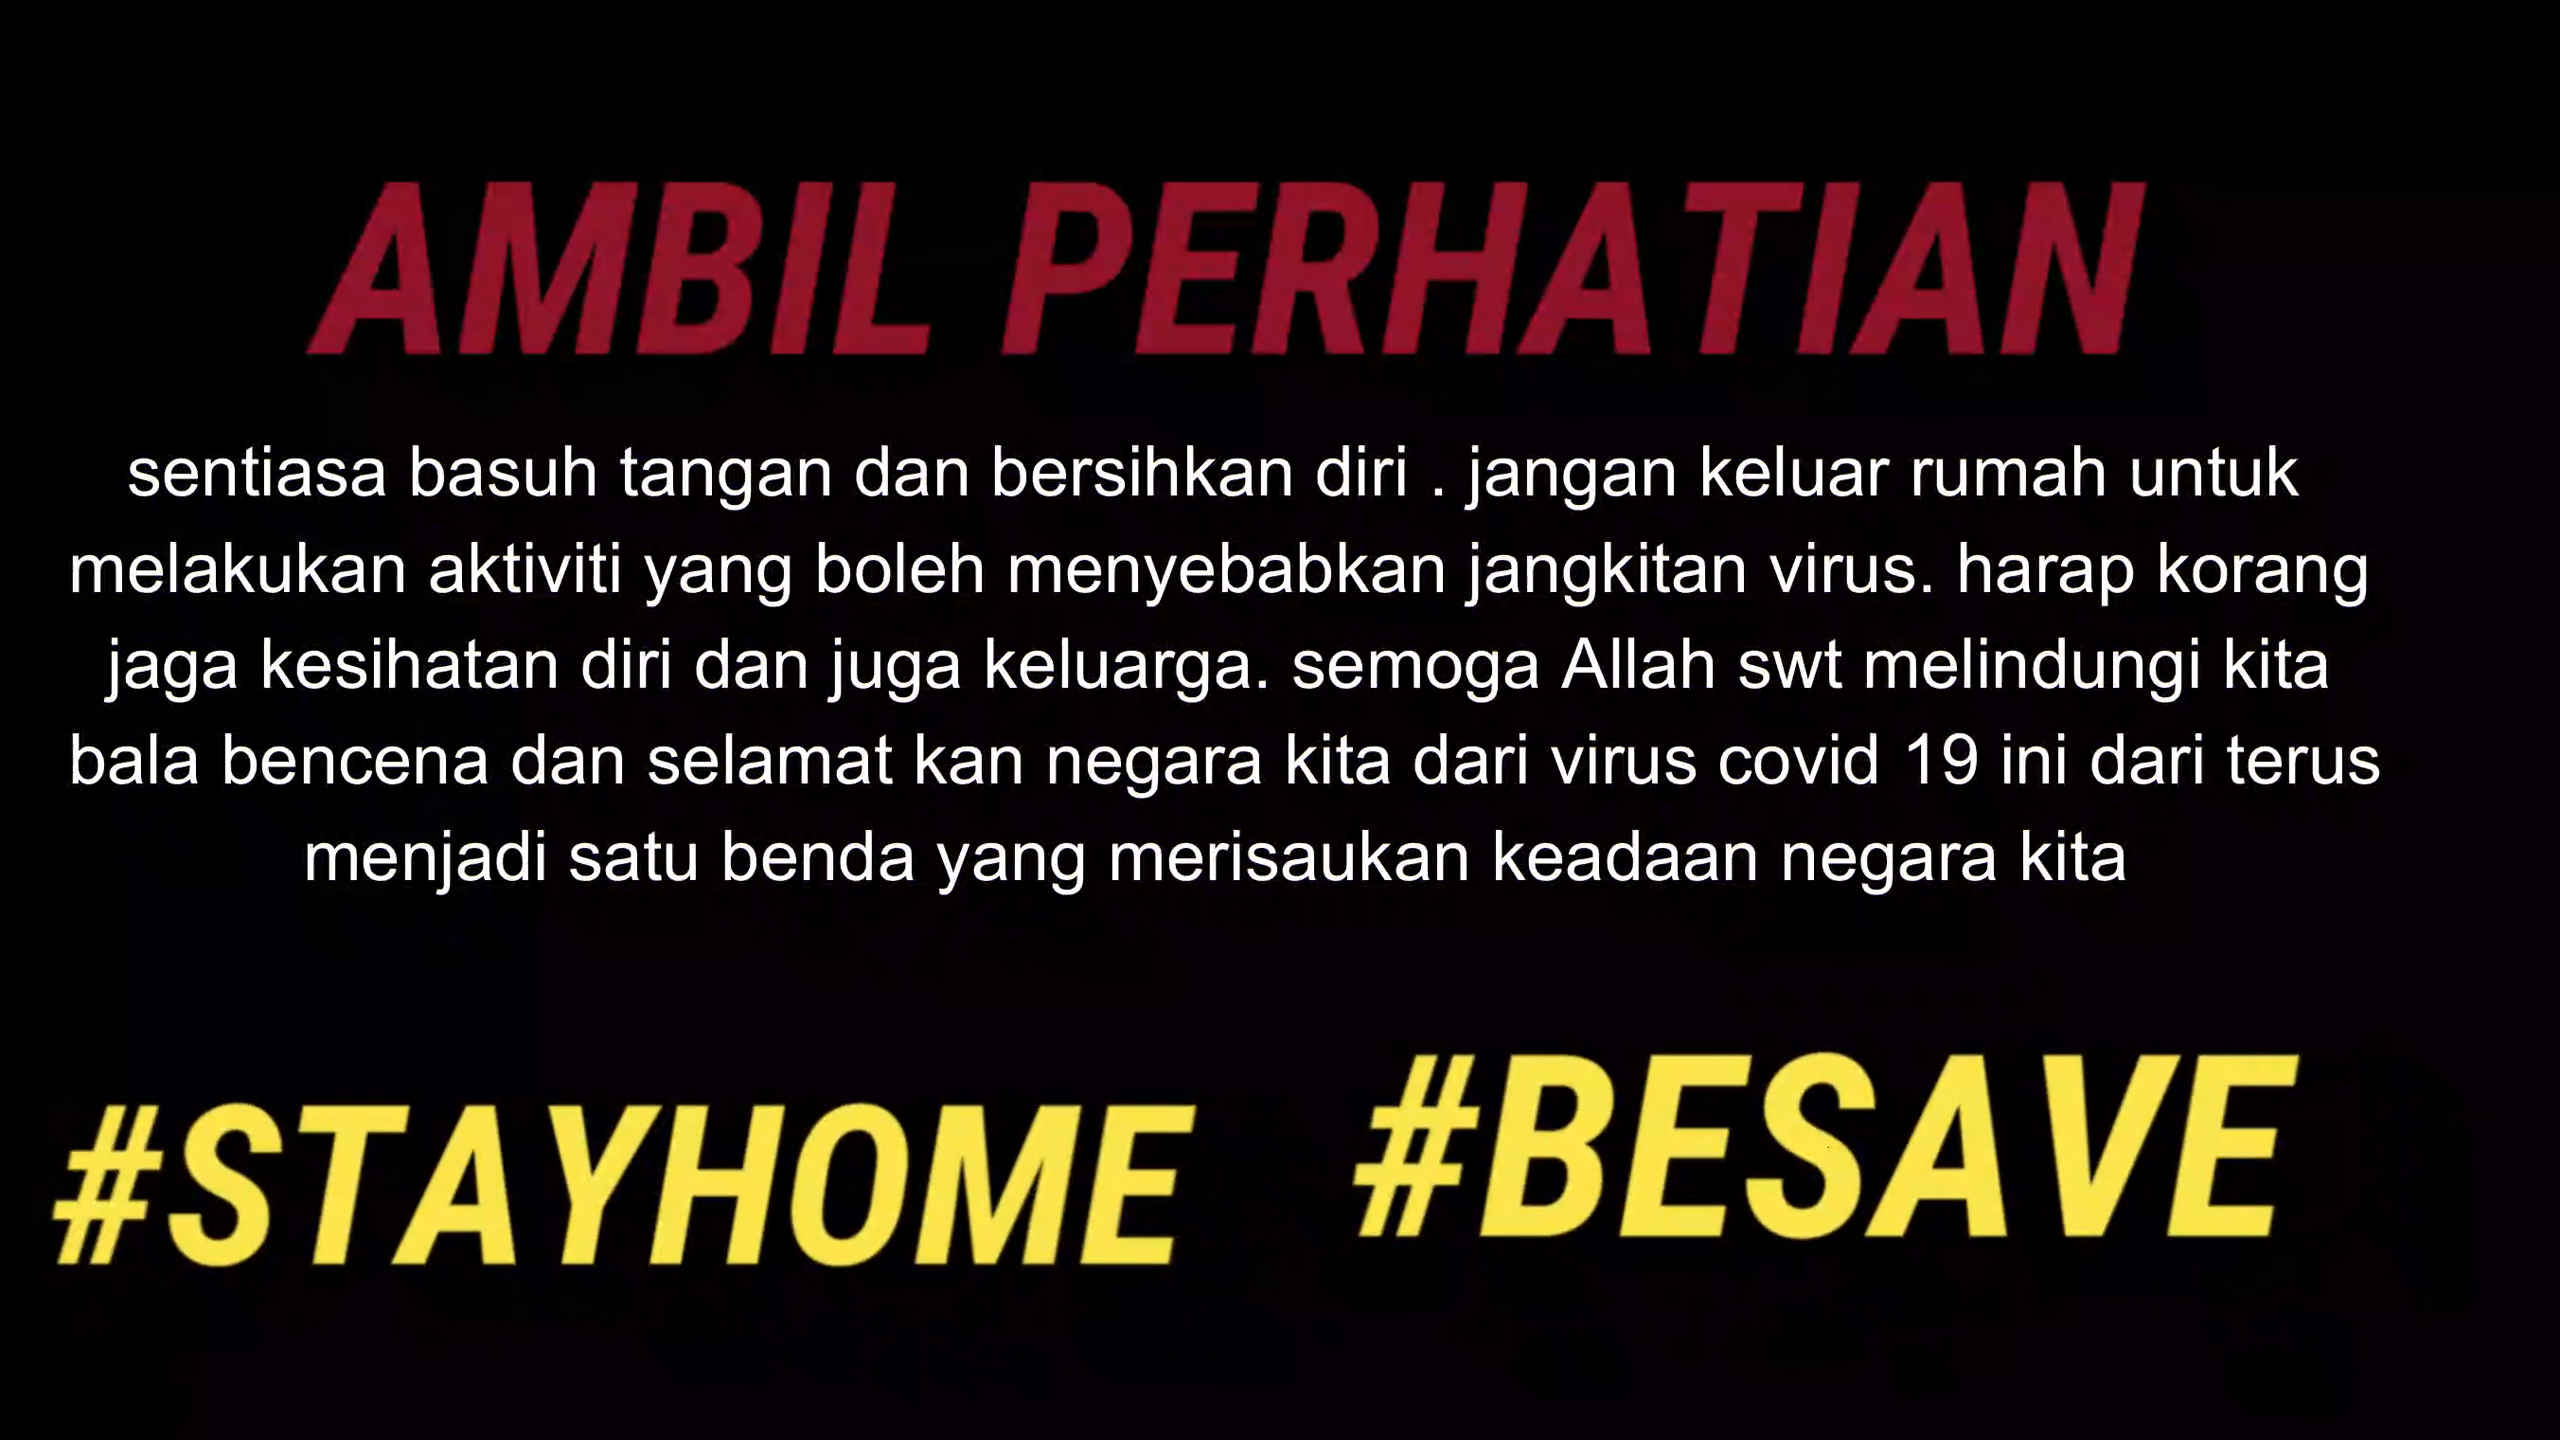 AMBIL PERHATIAN
sentiasa basuh tangan dan bersihkan diri . jangan keluar rumah untuk
melakukan aktiviti yang boleh menyebabkan jangkitan virus. harap korang
jaga kesihatan diri dan juga keluarga. semoga Allah swt melindungi kita
bala bencena dan selamat kan negara kita dari virus covid 19 ini dari terus
menjadi satu benda yang merisaukan keadaan negara kita
#STAYHOME #BESAVE